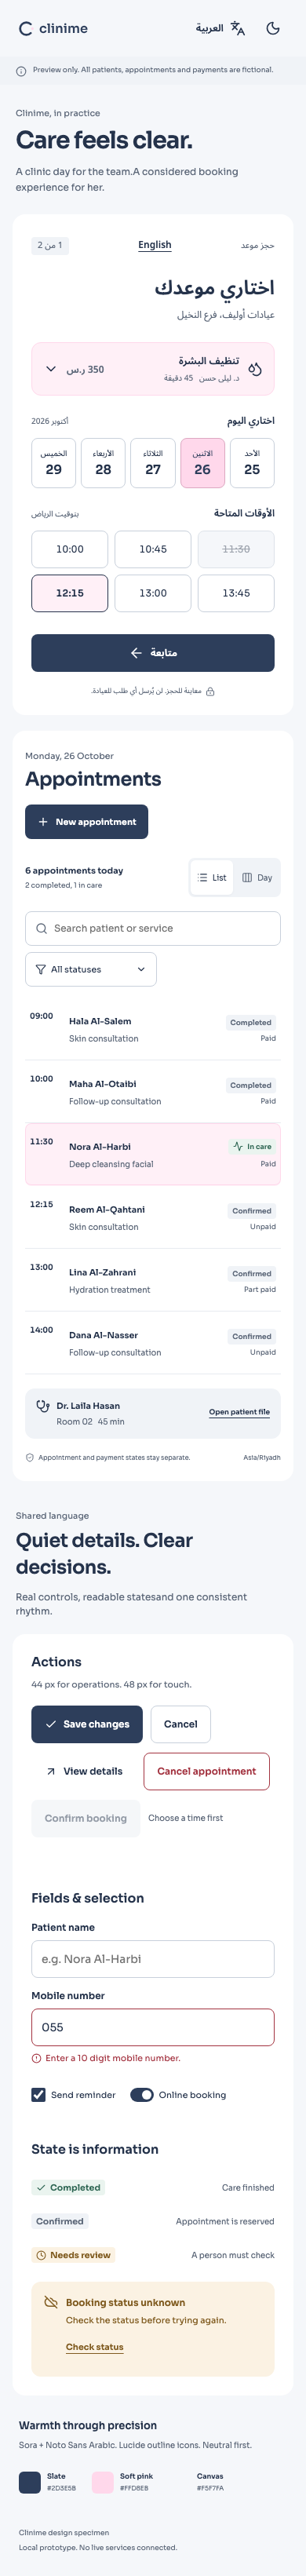 clinime
العربية
Preview only. All patients, appointments and payments are fictional.
Clinime, in practice
Care feels clear.
A clinic day for the team.A considered booking
experience for her.
حجز موعد
English
1 من 2
اختاري موعدك
عيادات أوليف، فرع النخيل
تنظيف البشرة
د. ليلى حسن 45 دقيقة
350 ر.س
اختاري اليوم
أكتوبر 2026
الأحد
25
الاثنين
26
الثلاثاء
27
الأربعاء
28
الخميس
29
الأوقات المتاحة
بتوقيت الرياض
11:30
10:45
10:00
13:45
13:00
12:15
متابعة
معاينة للحجز. لن يُرسل أي طلب للعيادة.
Monday, 26 October
Appointments
New appointment
6 appointments today
2 completed, 1 in care
List
Day
Search patient or service
All statuses
09:00
Hala Al-Salem
Completed
Skin consultation
Paid
10:00
Maha Al-Otaibi
Completed
Follow-up consultation
Paid
11:30
Nora Al-Harbi
In care
Deep cleansing facial
Paid
12:15
Reem Al-Qahtani
Confirmed
Skin consultation
Unpaid
13:00
Lina Al-Zahrani
Confirmed
Hydration treatment
Part paid
14:00
Dana Al-Nasser
Confirmed
Follow-up consultation
Unpaid
Dr. Laila Hasan
Room 02 45 min
Open patient file
Appointment and payment states stay separate.
Asia/Riyadh
Shared language
Quiet details. Clear
decisions.
Real controls, readable statesand one consistent
rhythm.
Actions
44 px for operations. 48 px for touch.
Save changes
Cancel
View details
Cancel appointment
Confirm booking
Choose a time first
Fields & selection
Patient name
e.g. Nora Al-Harbi
Mobile number
055
Enter a 10 digit mobile number.
Send reminder
Online booking
State is information
Completed
Care finished
Confirmed
Appointment is reserved
Needs review
A person must check
Booking status unknown
Check the status before trying again.
Check status
Warmth through precision
Sora + Noto Sans Arabic. Lucide outline icons. Neutral first.
Slate
#2D3E5B
Soft pink
#FFD8EB
Canvas
#F5F7FA
Clinime design specimen
Local prototype. No live services connected.